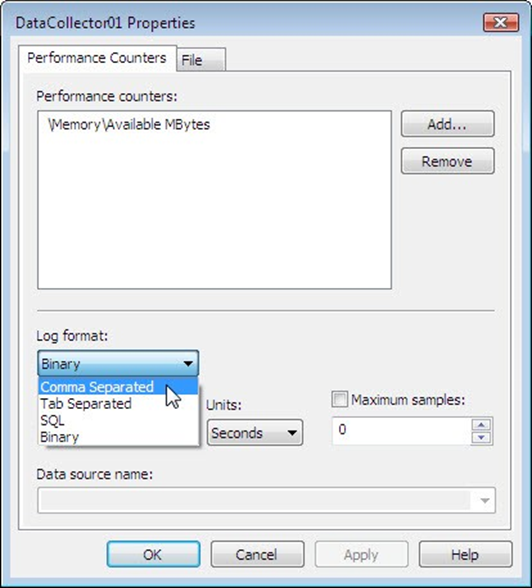 DataCollector01 Properties
Performance Counters
File
Performance counters:
\Memory\Available MBytes
Add...
Remove
Log format:
Binary
Comma Separated
Tab Separated
SQL
Binary
Units:
Seconds
Maximum samples:
0
Data source name:
OK
Cancel
Apply
Help